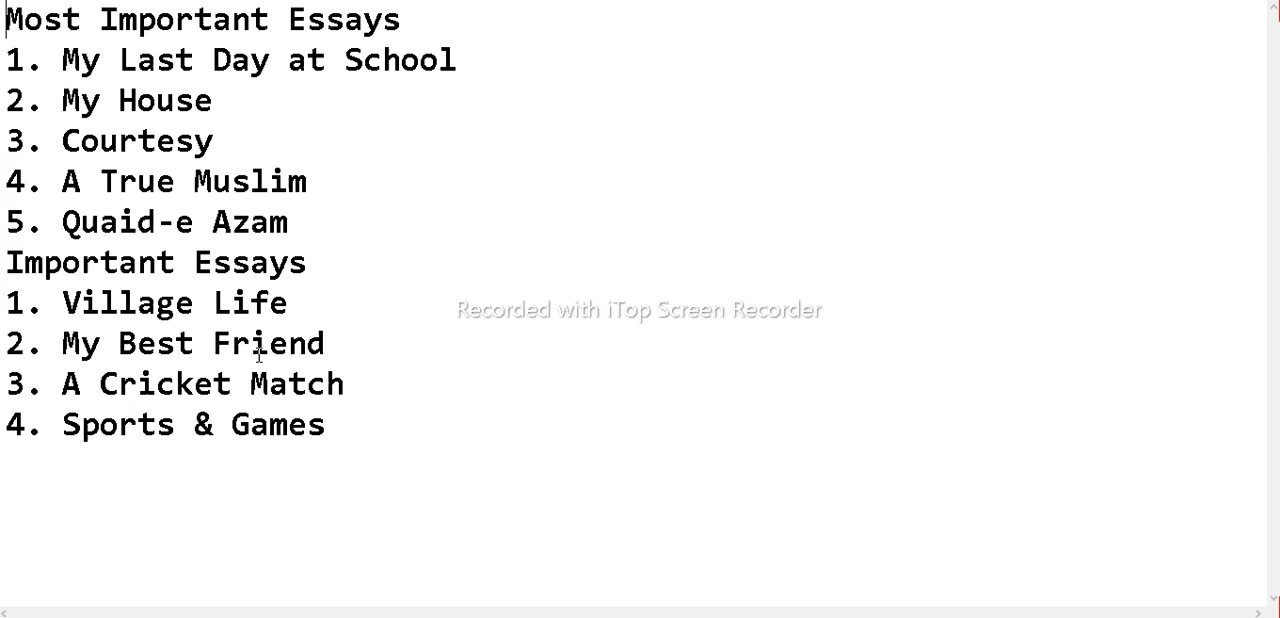 Most Important Essays
1. My Last Day at School
2. My House
3. Courtesy
4. A True Muslim
5. Quaid-e Azam
Important Essays
1. Village Life
Recorded with iTop Screen Recorder
2. My Best Friend
3. A Cricket Match
4. Sports & Games